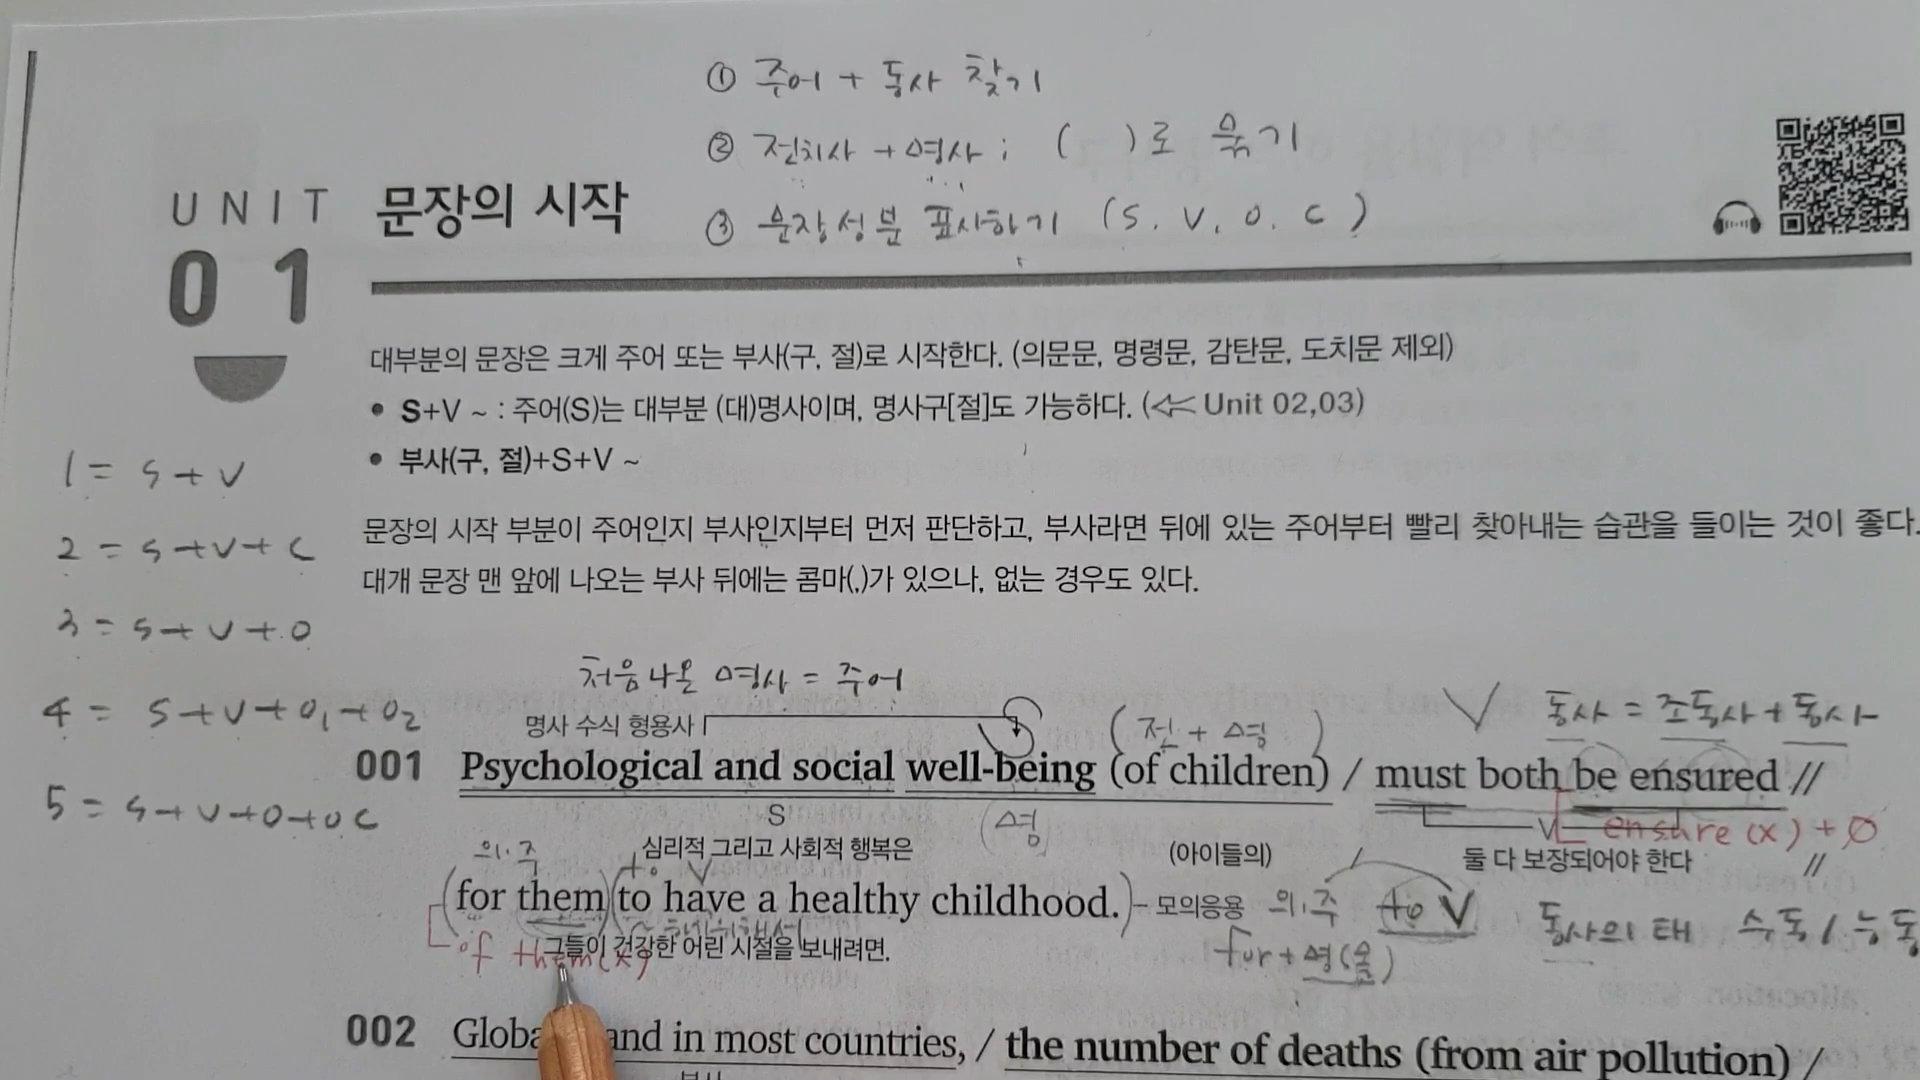 ① 주어 + 동사 찾기
② 전치사 + 명사 ; ( )로 묶기
③ 문장성분 표시하기 (S. V. O. C)
UNIT 문장의 시작
01
대부분의 문장은 크게 주어 또는 부사(구, 절)로 시작한다. (의문문, 명령문, 감탄문, 도치문 제외)
• S+V ~ : 주어(S)는 대부분 (대)명사이며, 명사구[절]도 가능하다. (≪ Unit 02,03)
• 부사(구, 절)+S+V ~
1 = S + V
2 = S + V + C
3 = S + V + O
4 = S + V + O1 + O2
5 = S + V + O + OC
문장의 시작 부분이 주어인지 부사인지부터 먼저 판단하고, 부사라면 뒤에 있는 주어부터 빨리 찾아내는 습관을 들이는 것이 좋다.
대개 문장 맨 앞에 나오는 부사 뒤에는 콤마(,)가 있으나, 없는 경우도 있다.
처음 나온 명사 = 주어
V 동사 = 조동사 + 동사
명사 수식 형용사 (전 + 명)
001 Psychological and social well-being (of children) / must both be ensured //
S (명) V ensure (x) + O
심리적 그리고 사회적 행복은 (아이들의) 둘 다 보장되어야 한다 //
의.주 to V
(for them)(to have a healthy childhood.) – 모의응용 의.주 to V 동사의 태 수동/능동
of them(x) 그들이 건강한 어린 시절을 보내려면. for + 명(을)
002 and in most countries, / the number of deaths (from air pollution) /